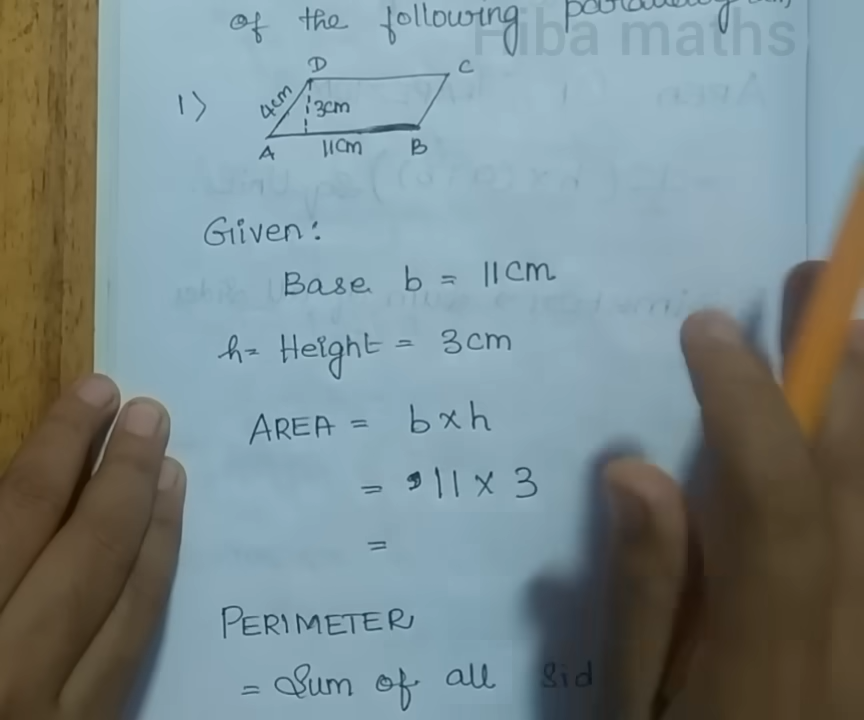 of the following
Hiba maths
1)
D
C
4cm
3cm
A
11cm
B
Given:
Base b = 11cm
h= Height = 3cm
AREA = b×h
= 11 × 3
=
PERIMETER
= Sum of all Sid